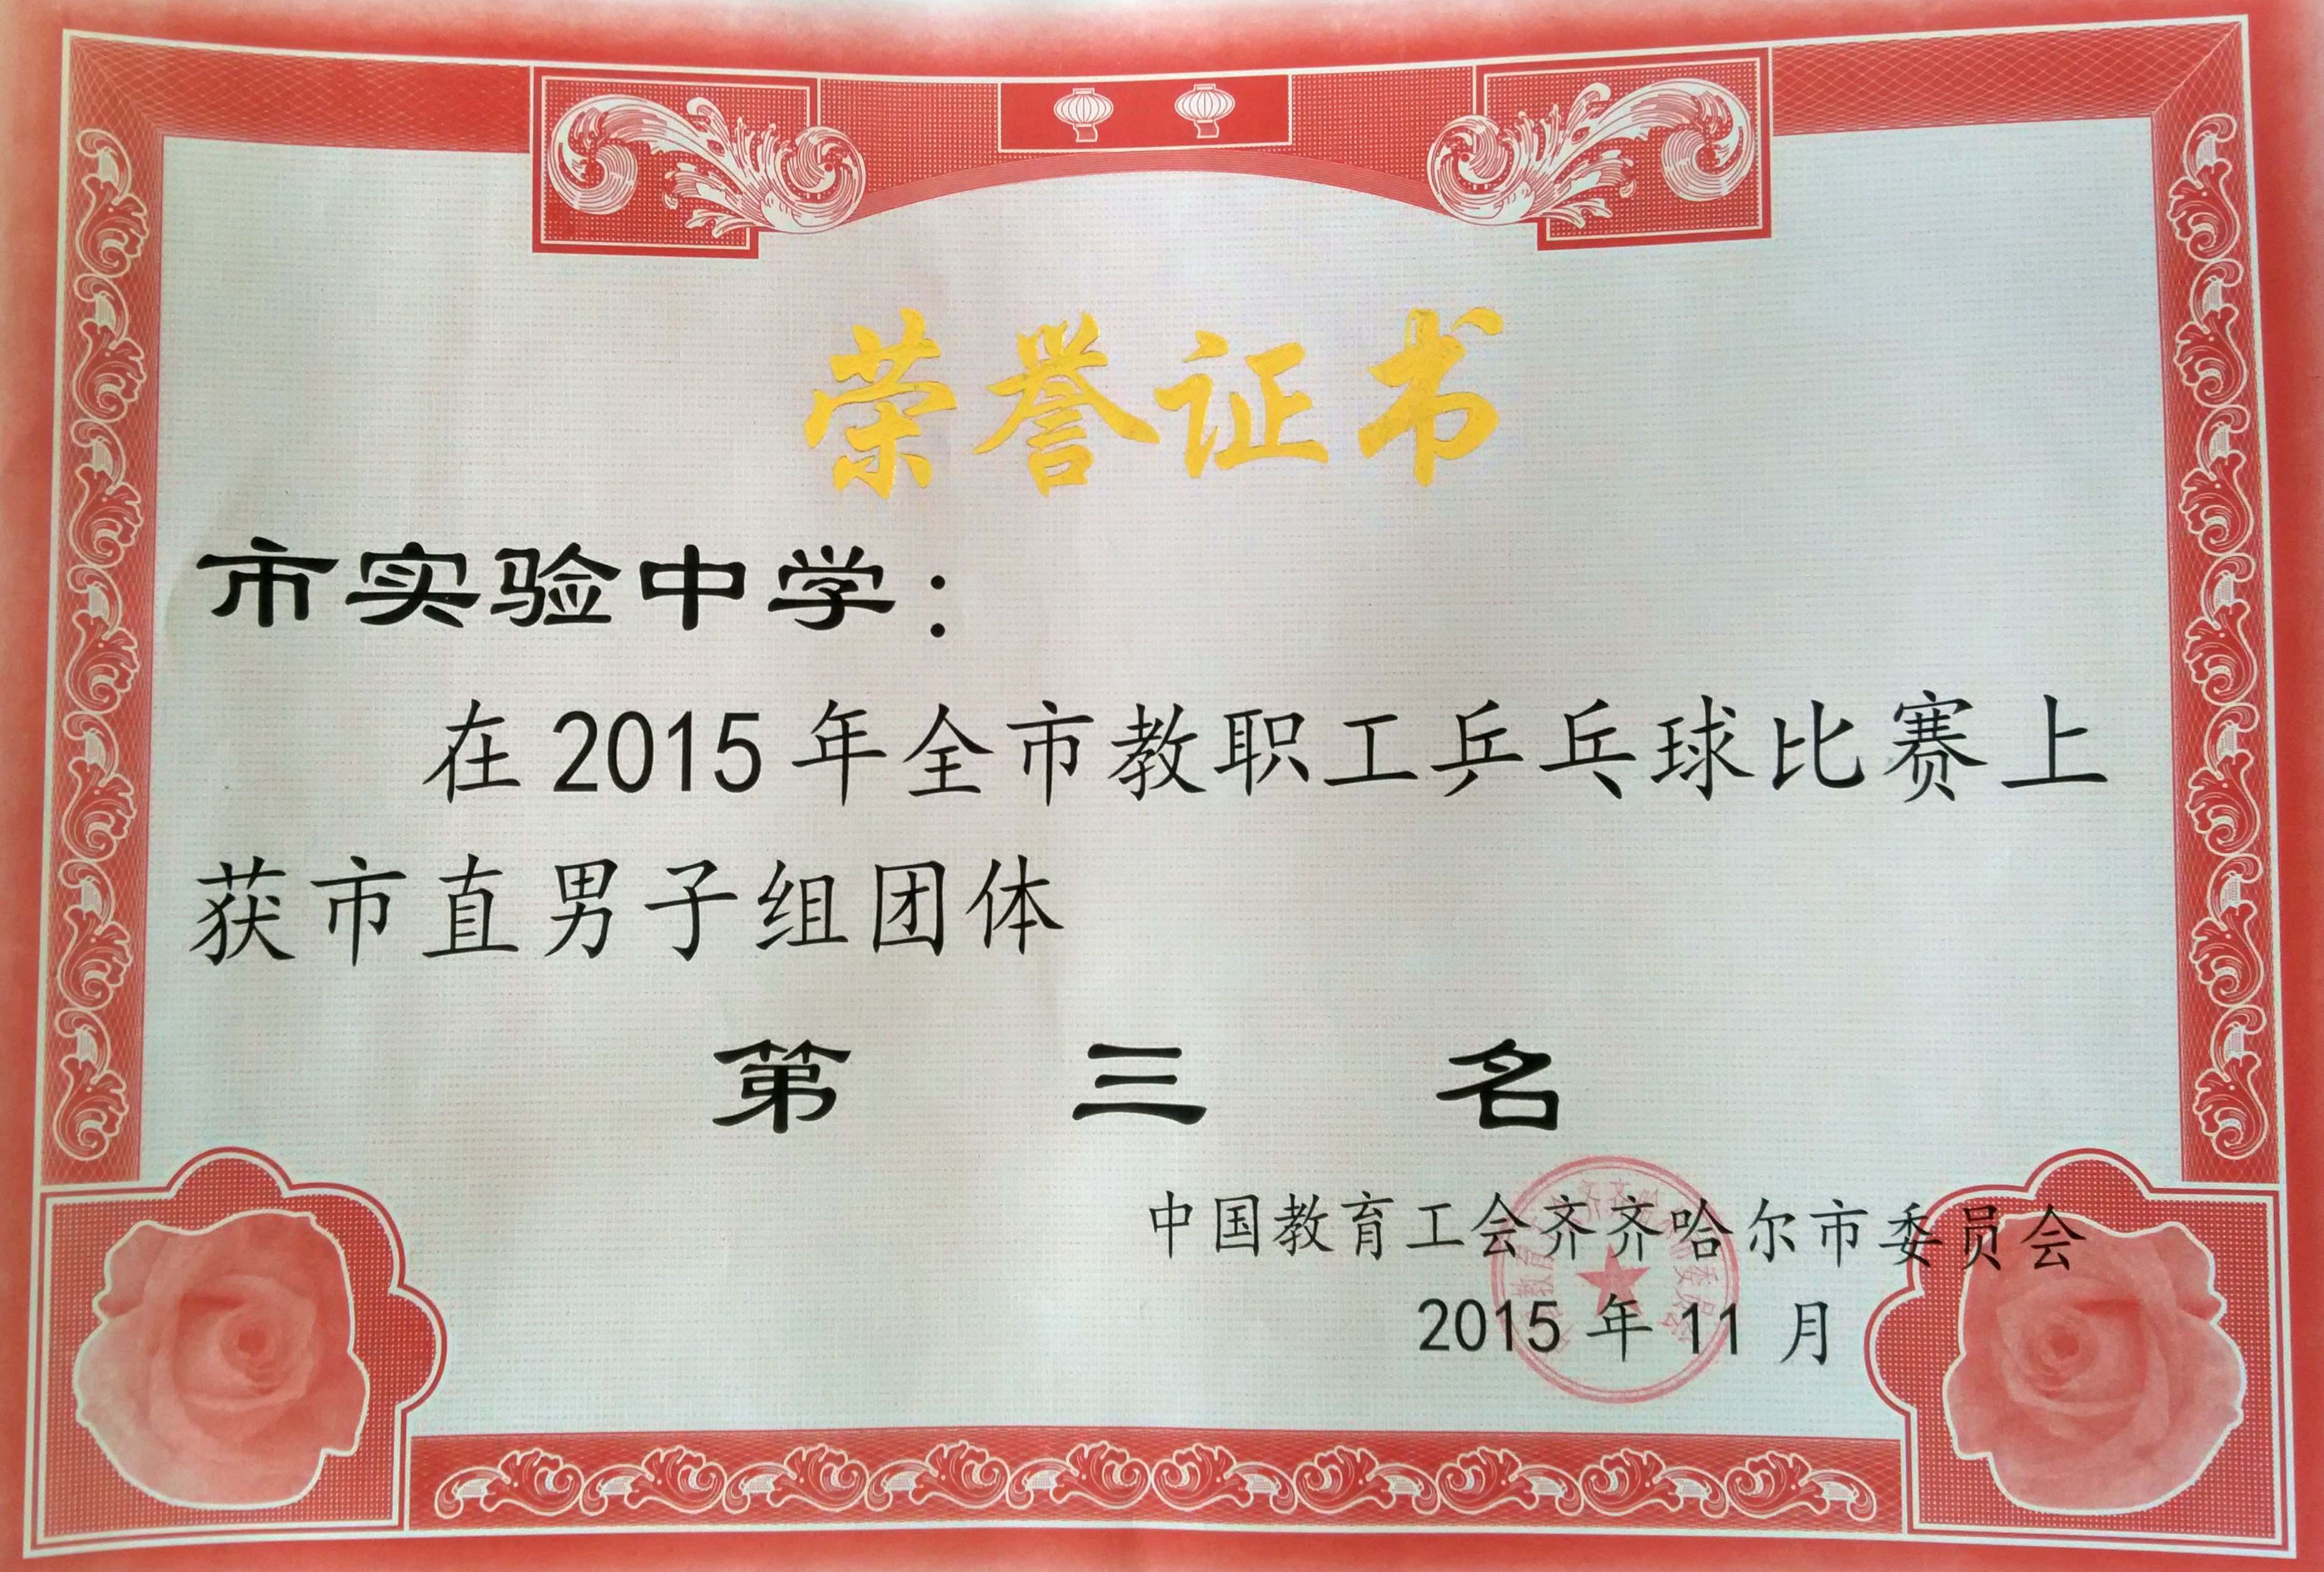 荣誉证书
市实验中学：
在2015年全市教职工乒乓球比赛上
获市直男子组团体
第三名
中国教育工会齐齐哈尔市委员会
2015年11月